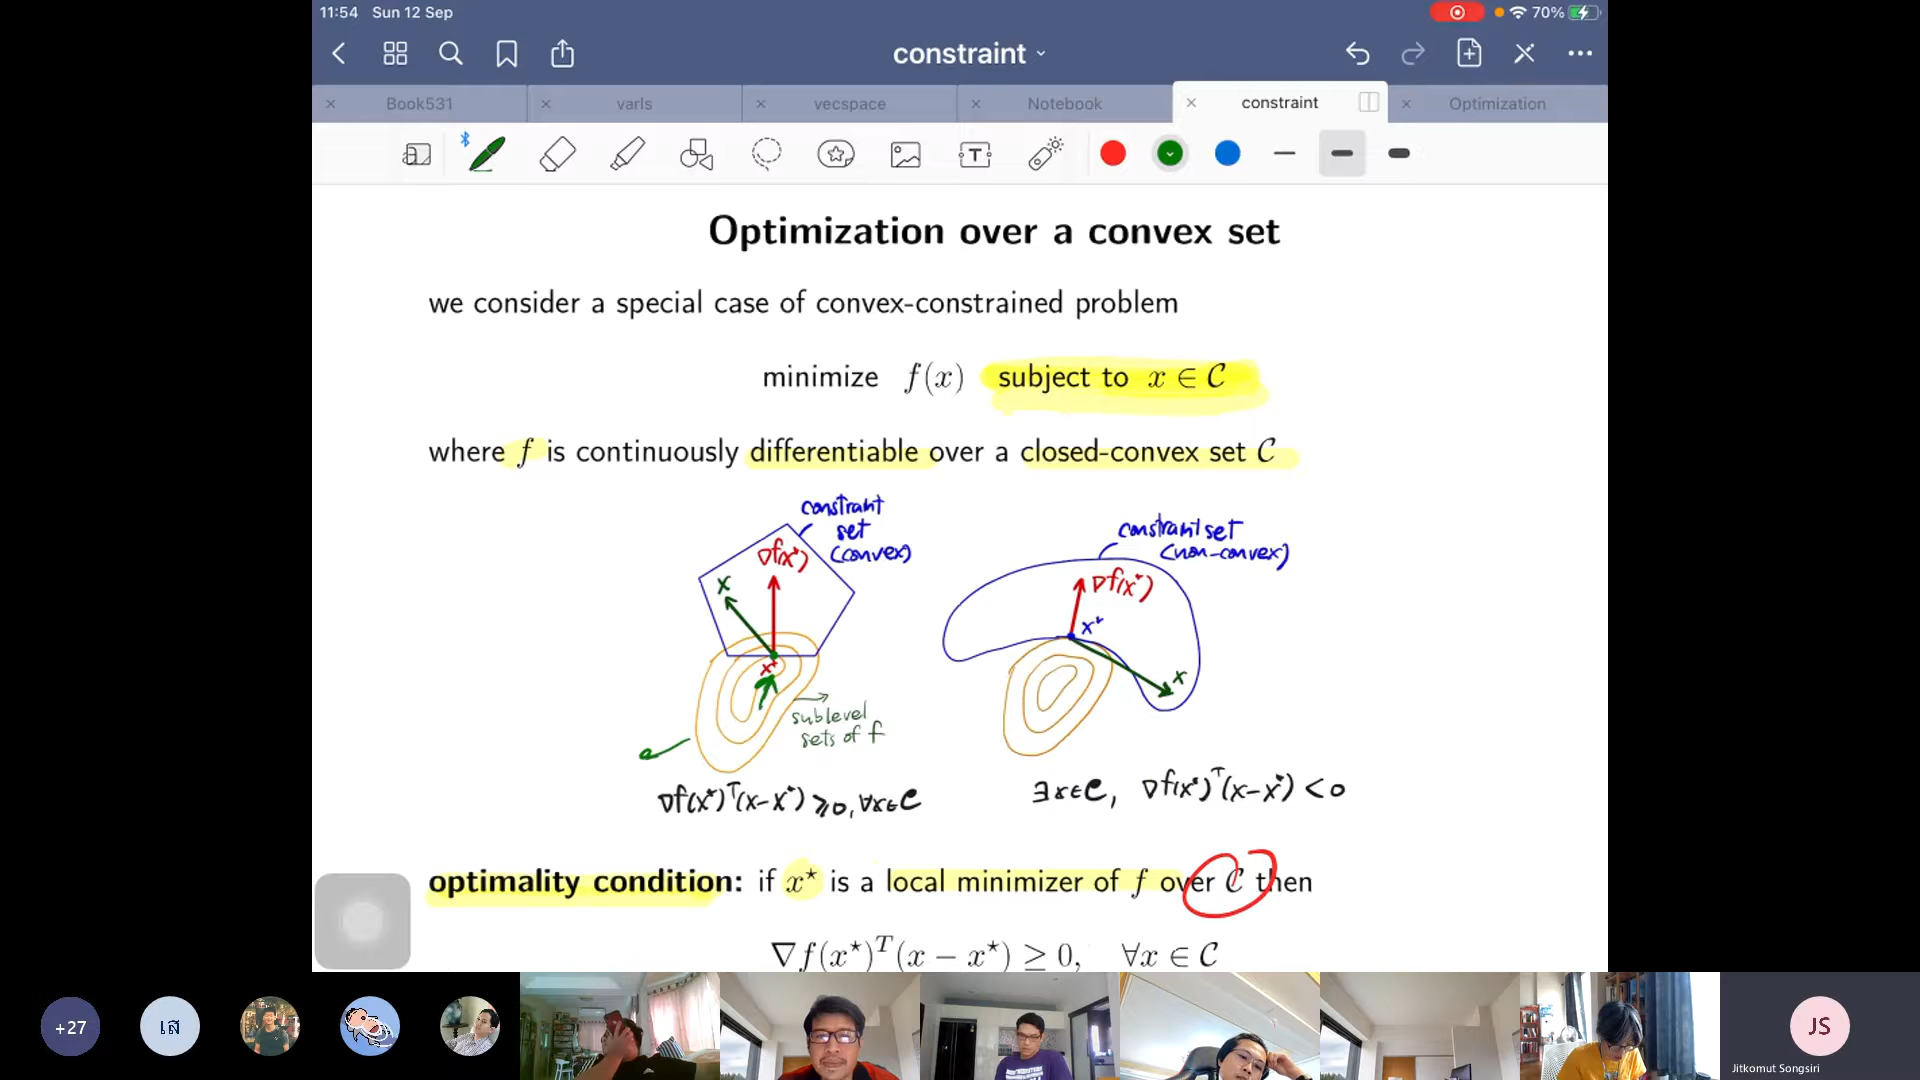 11:54 Sun 12 Sep
70%
constraint
Book531
varls
vecspace
Notebook
constraint
Optimization
Optimization over a convex set
we consider a special case of convex-constrained problem
minimize f(x) subject to x ∈ C
where f is continuously differentiable over a closed-convex set C
constraint
set
(convex)
∇f(x*)
x
x*
sublevel
sets of f
constraint set
(non-convex)
∇f(x*)
x*
x
∇f(x*)ᵀ(x-x*) ≥ 0, ∀x∈C
∃x∈C, ∇f(x*)ᵀ(x-x*) < 0
optimality condition: if x⋆ is a local minimizer of f over C then
∇f(x⋆)ᵀ(x − x⋆) ≥ 0, ∀x ∈ C
+27
เส
JS
Jitkomut Songsiri